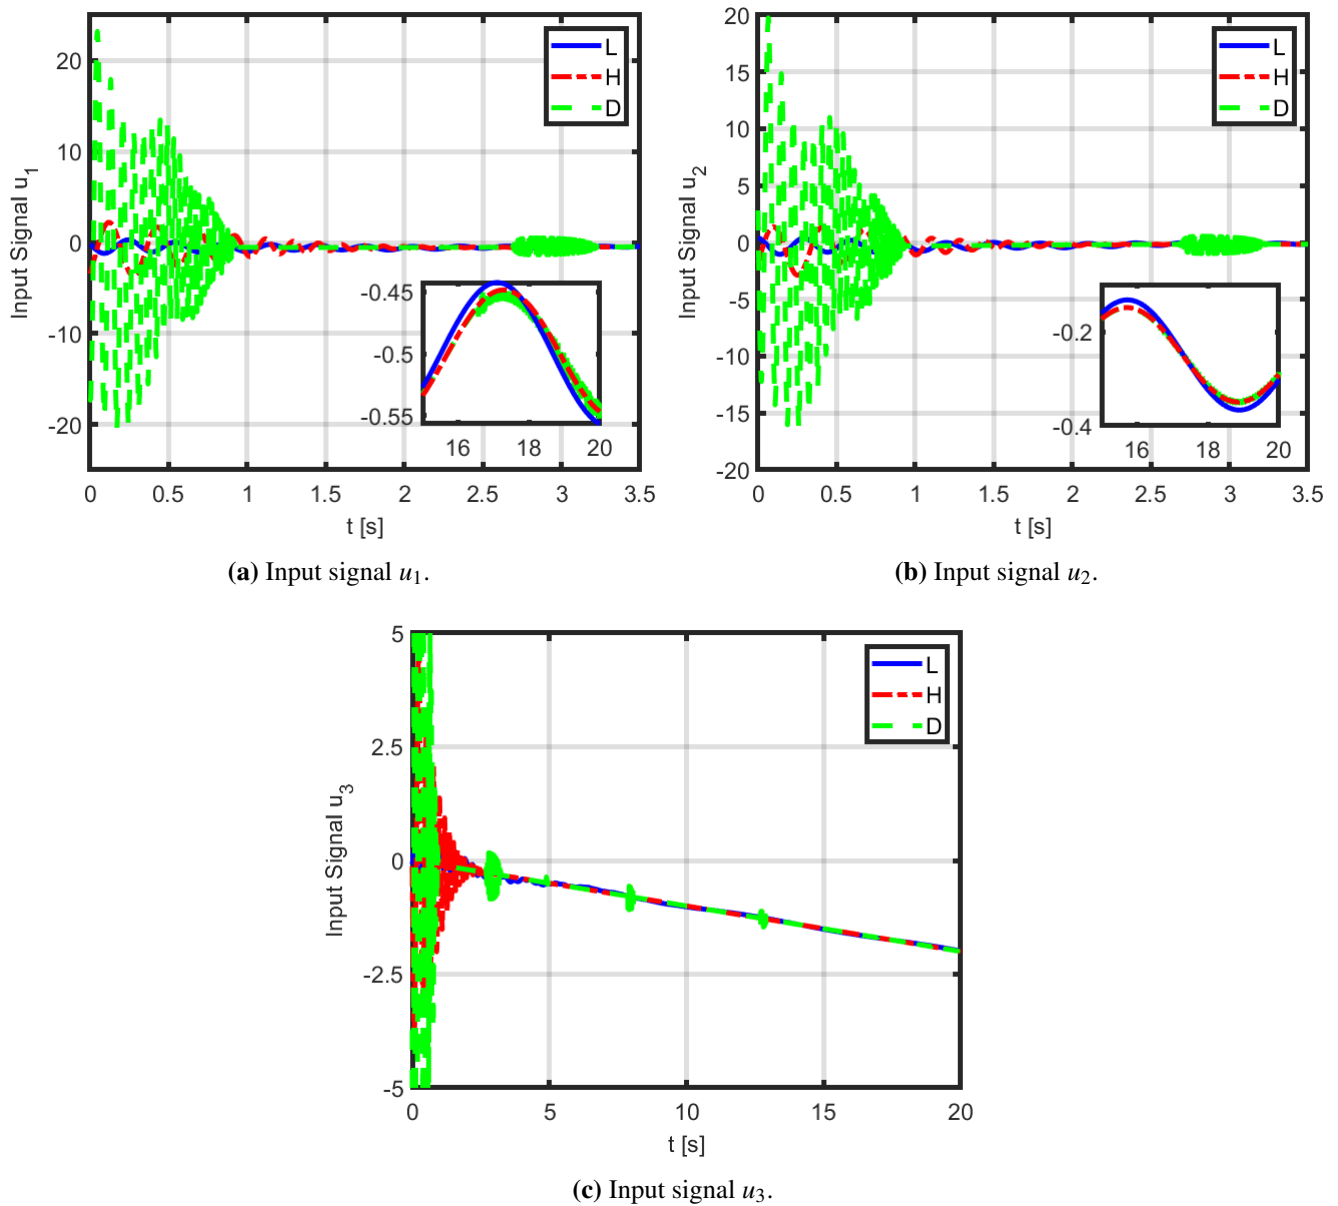 Input Signal u1
20
10
0
-10
-20
L
H
D
-0.45
-0.5
-0.55
16 18 20
0 0.5 1 1.5 2 2.5 3 3.5
t [s]
(a) Input signal u1.
Input Signal u2
20
15
10
5
0
-5
-10
-15
-20
L
H
D
-0.2
-0.4
16 18 20
0 0.5 1 1.5 2 2.5 3 3.5
t [s]
(b) Input signal u2.
Input Signal u3
5
2.5
0
-2.5
-5
L
H
D
0 5 10 15 20
t [s]
(c) Input signal u3.